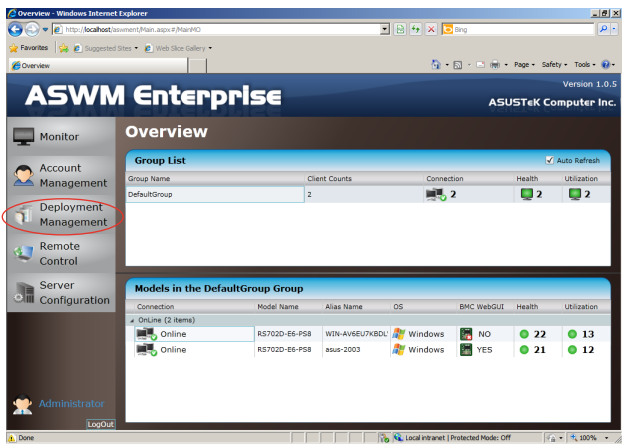 Overview - Windows Internet Explorer
http://localhost/aswment/Main.aspx#/MainMO
Bing
Favorites Suggested Sites Web Slice Gallery
Overview
Page Safety Tools
ASWM Enterprise
Version 1.0.5
ASUSTeK Computer Inc.
Monitor
Account Management
Deployment Management
Remote Control
Server Configuration
Administrator
LogOut
Overview
Group List
Auto Refresh
Group Name Client Counts Connection Health Utilization
DefaultGroup 2 2 2 2
Models in the DefaultGroup Group
Connection Model Name Alias Name OS BMC WebGUI Health Utilization
OnLine (2 items)
Online RS702D-E6-PS8 WIN-AV6EU7KBDL' Windows NO 22 13
Online RS702D-E6-PS8 asus-2003 Windows YES 21 12
Done
Local intranet | Protected Mode: Off
100%